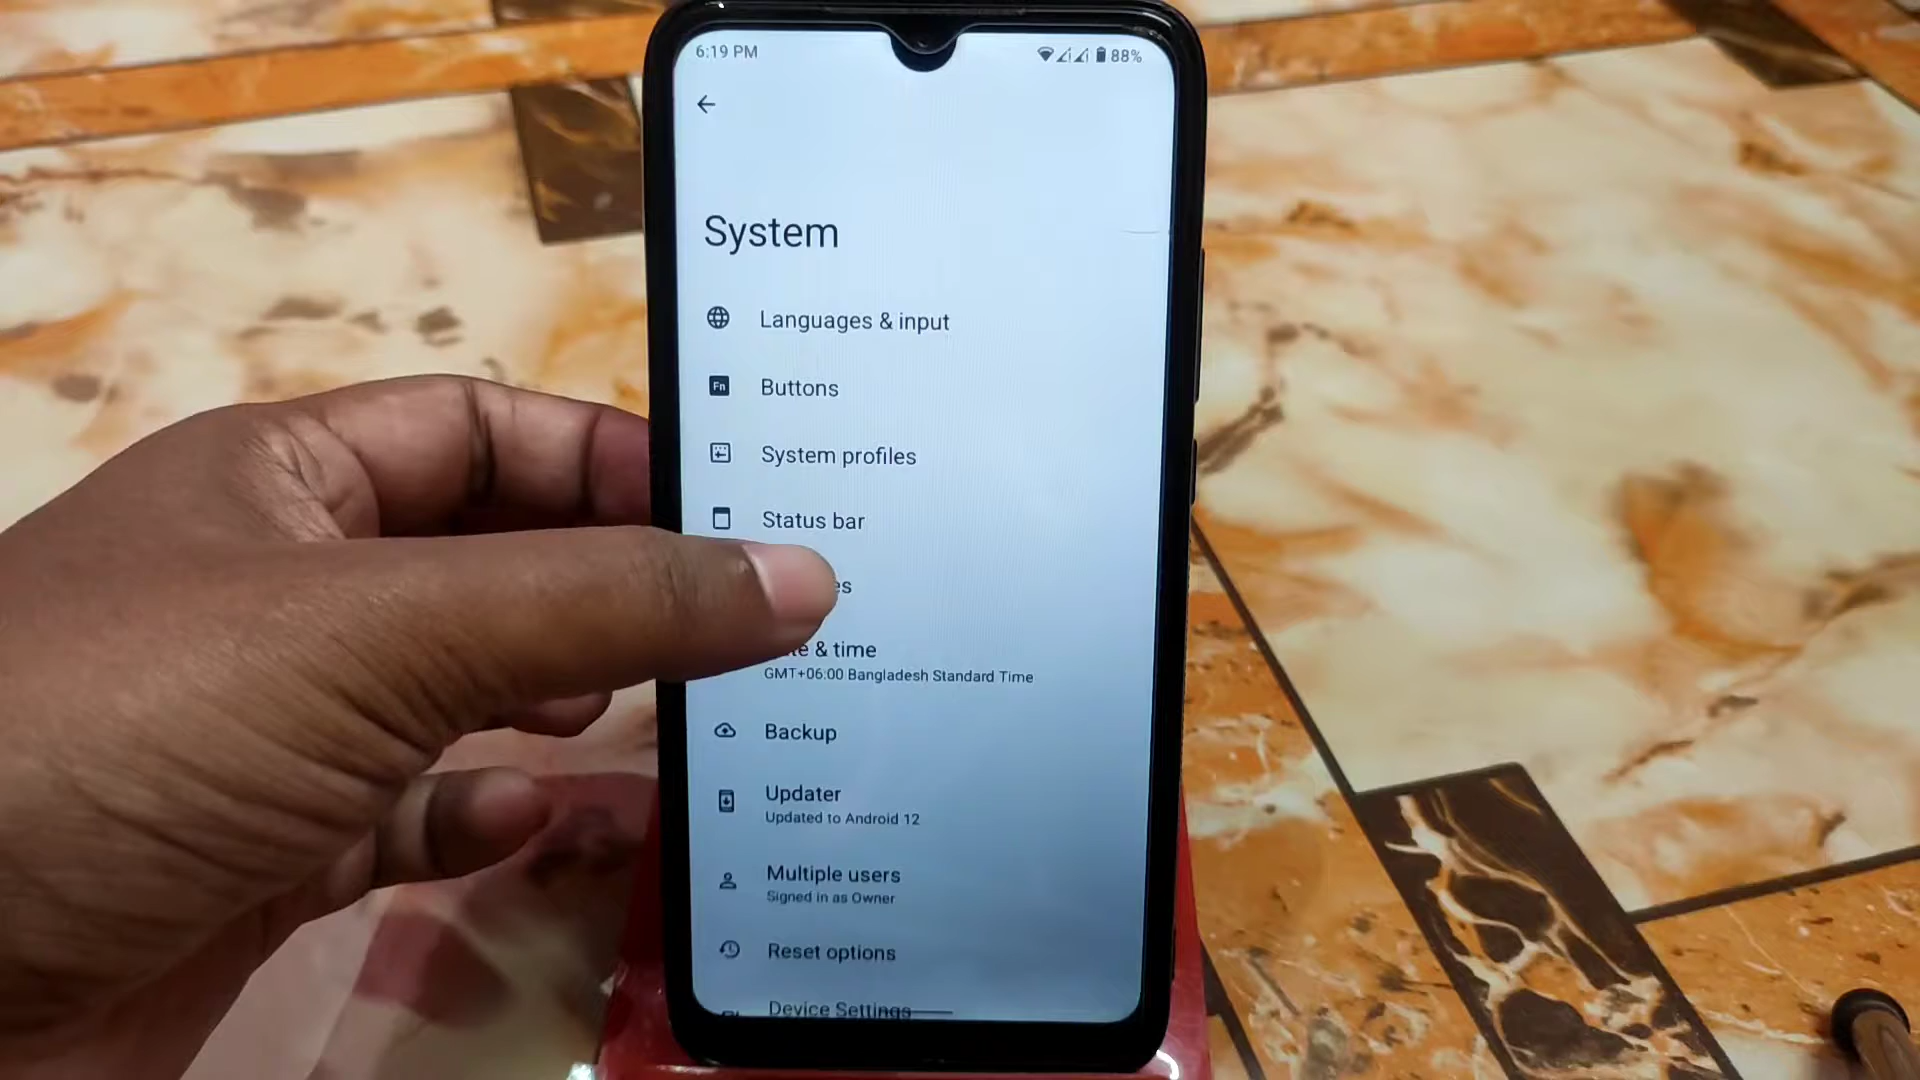 6:19 PM
88%
System
Languages & input
Fn
Buttons
System profiles
Status bar
& time
GMT+06:00 Bangladesh Standard Time
Backup
Updater
Updated to Android 12
Multiple users
Signed in as Owner
Reset options
Device Settings